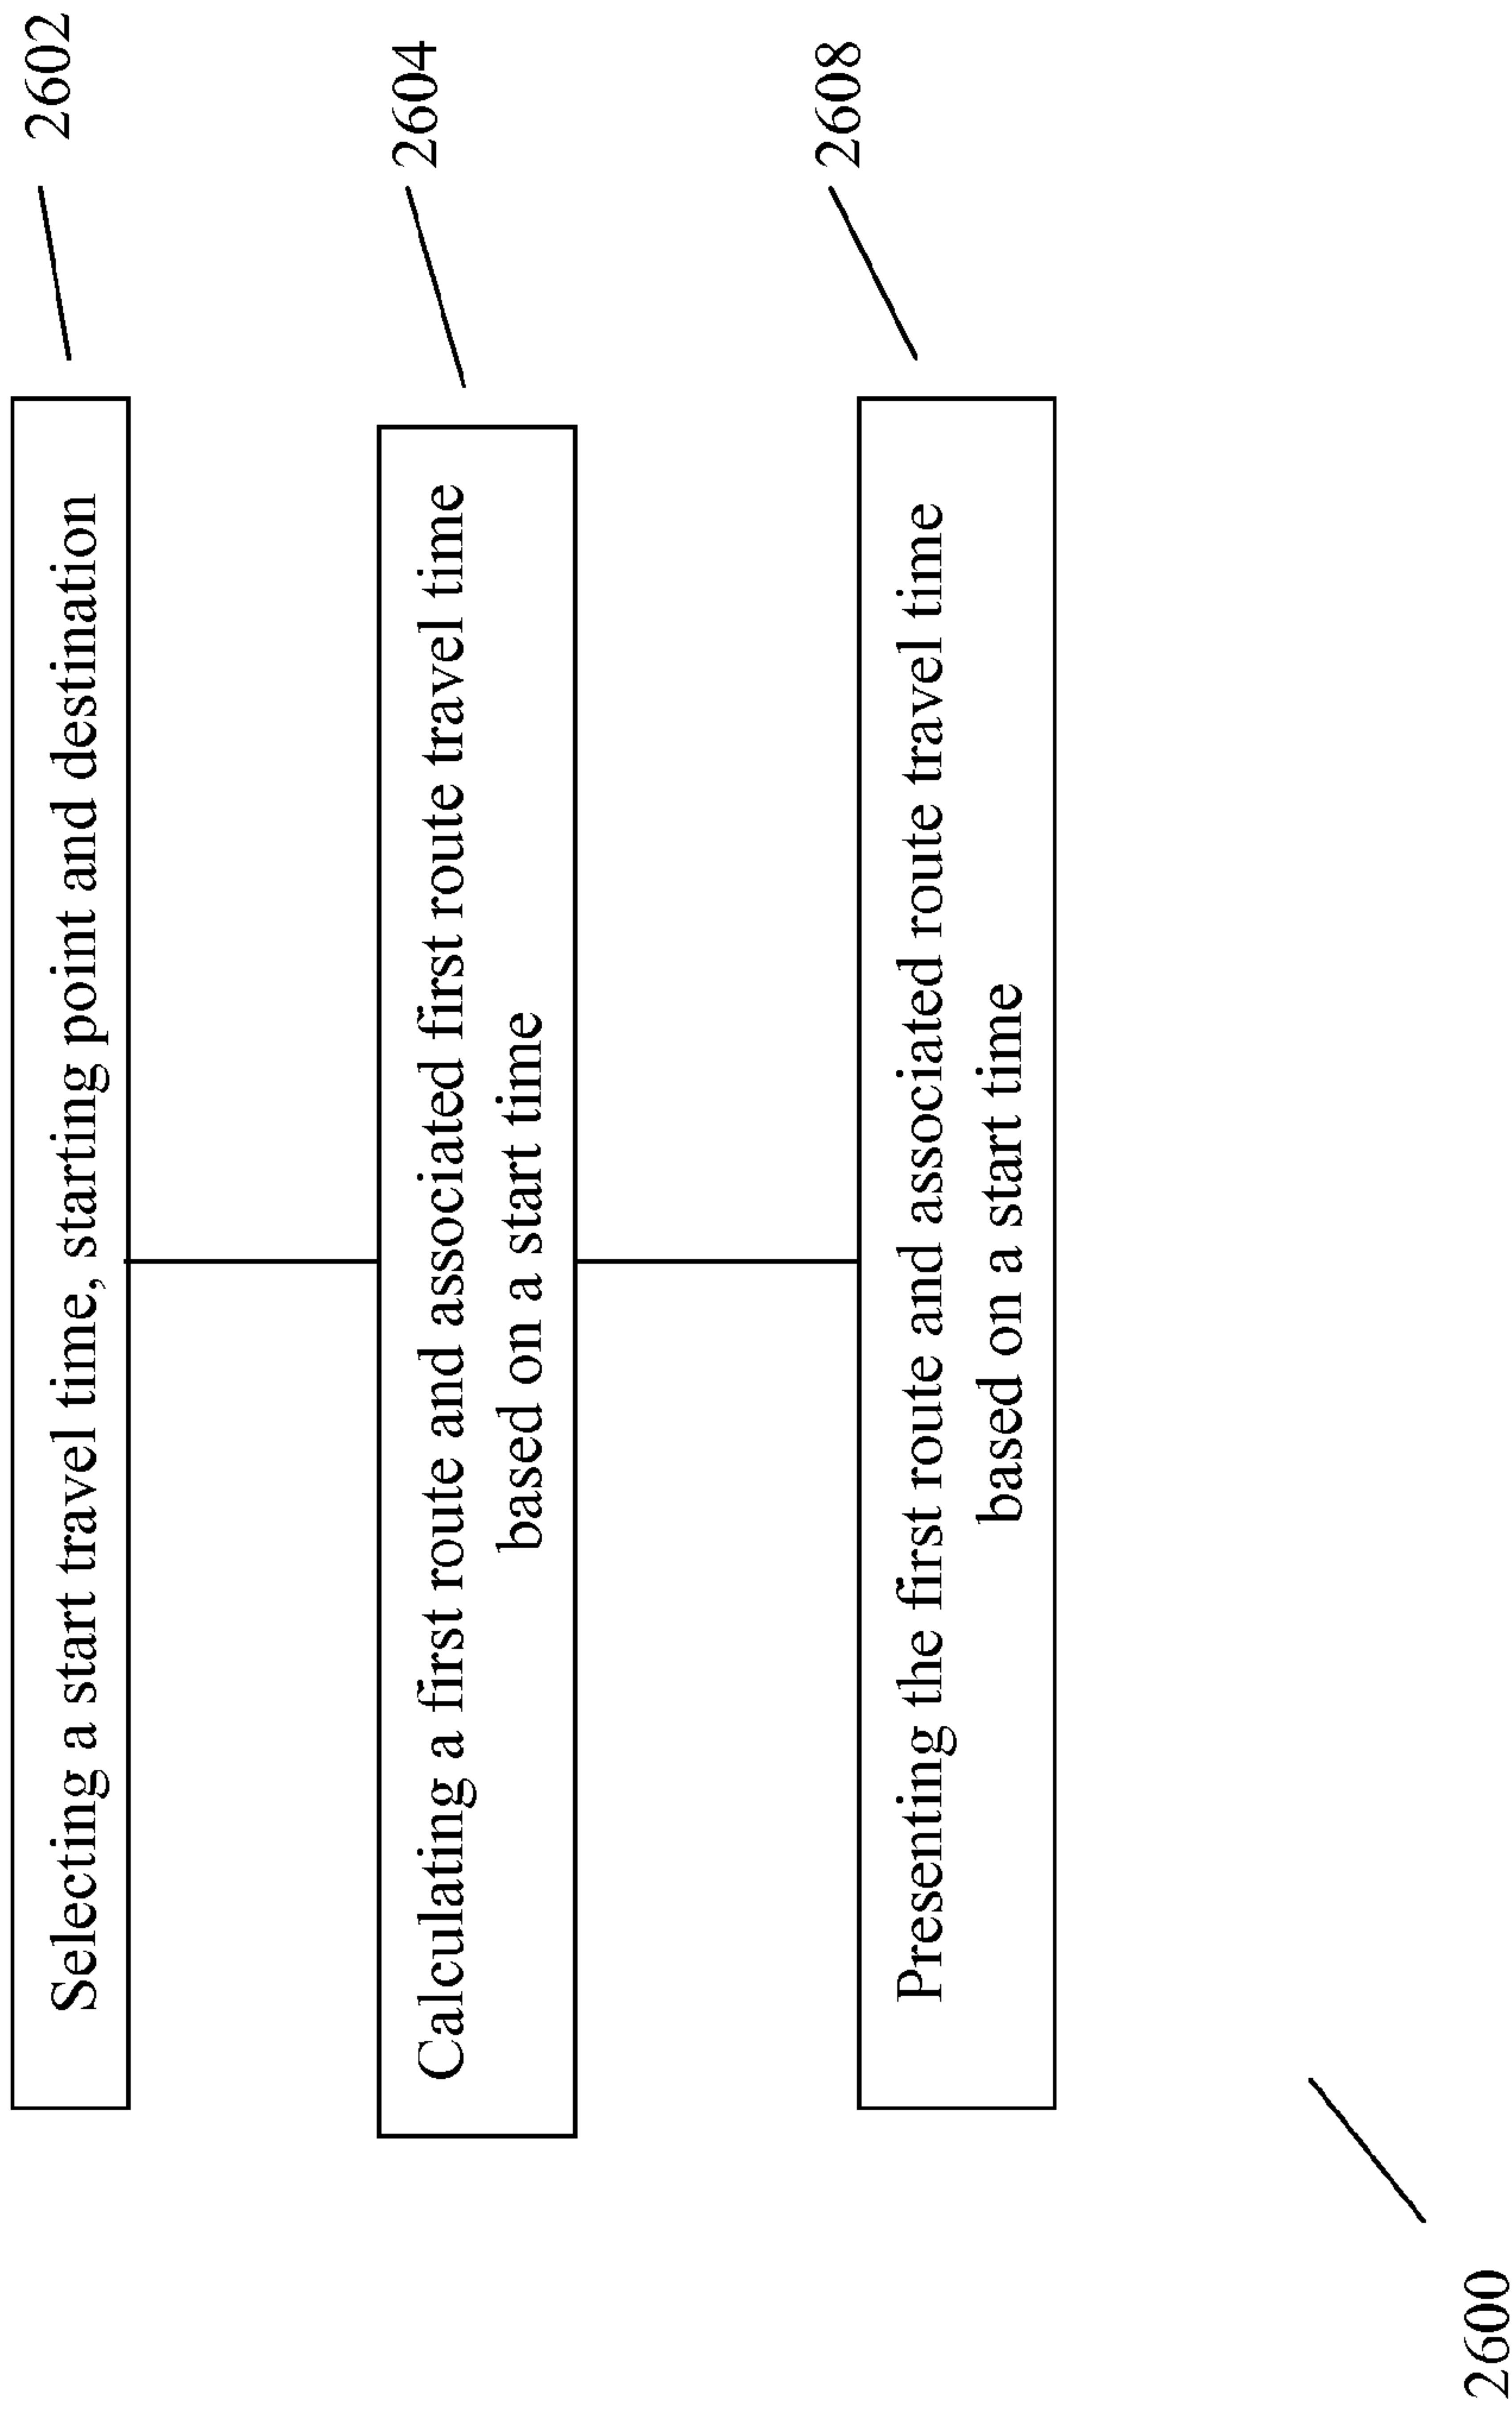 Selecting a start travel time, starting point and destination
2602
Calculating a first route and associated first route travel time
based on a start time
2604
Presenting the first route and associated route travel time
based on a start time
2608
2600